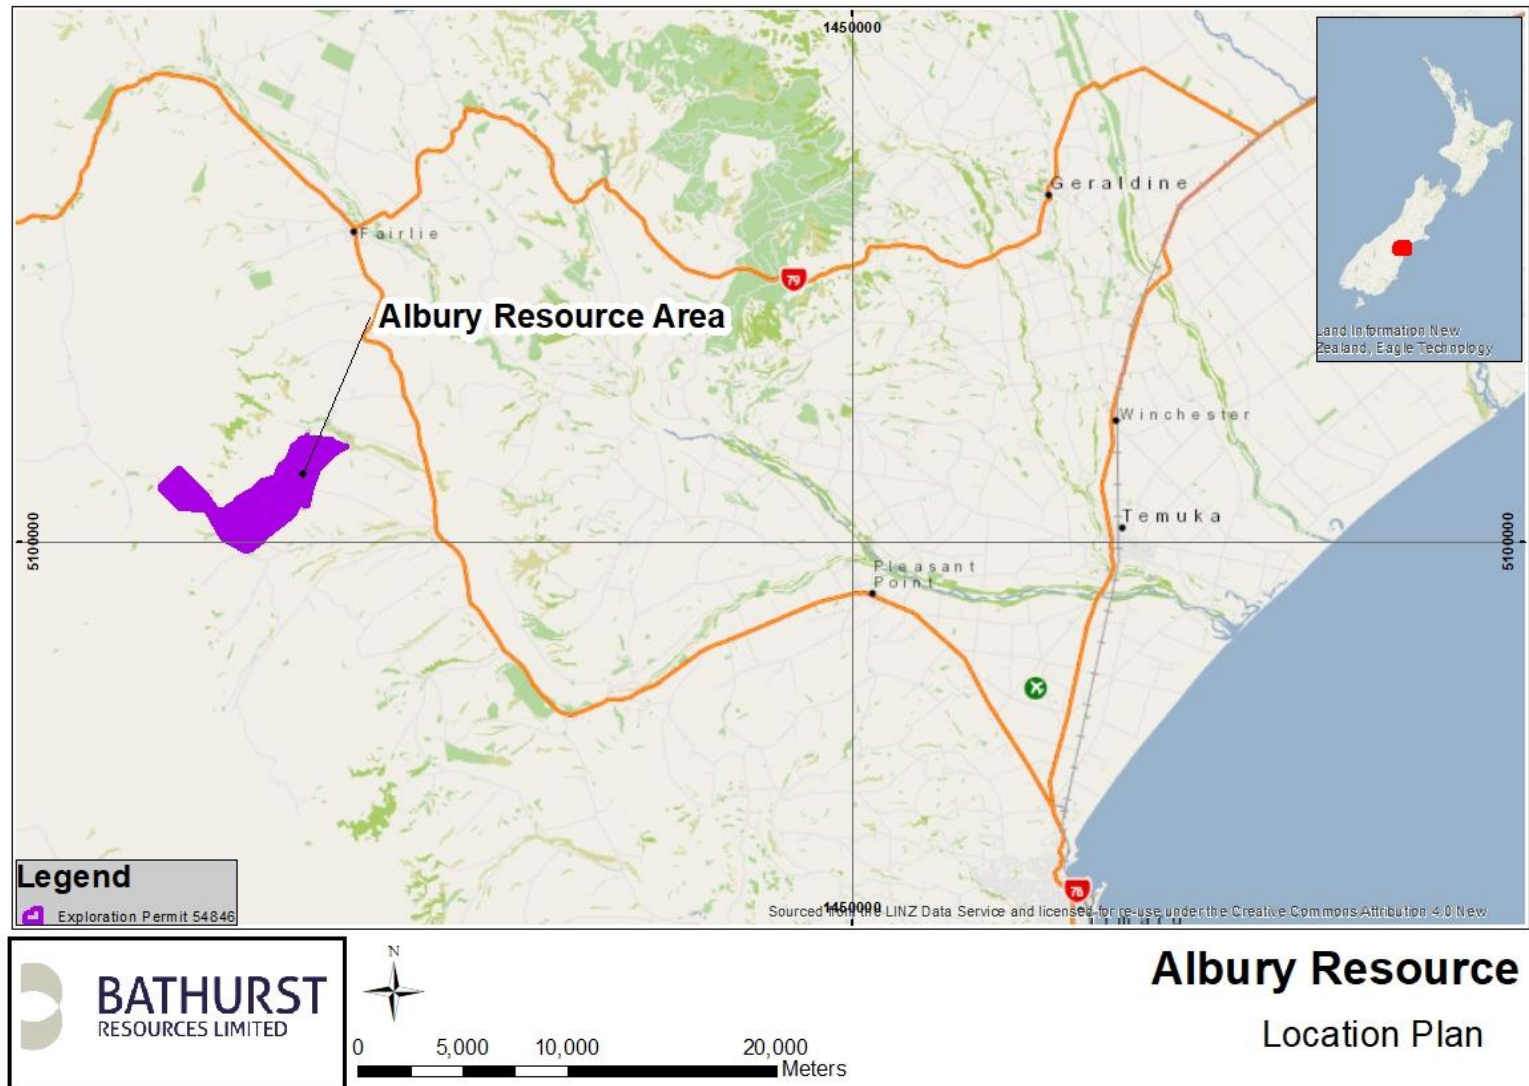 1450000
Geraldine
Fairlie
79
Albury Resource Area
Land Information New
Zealand, Eagle Technology
Winchester
Temuka
5100000
5100000
Pleasant
Point
Legend
Exploration Permit 54846
1450000
Sourced from the LINZ Data Service and licensed for re-use under the Creative Commons Attribution 4.0 New
78
Timaru
BATHURST
RESOURCES LIMITED
N
0 5,000 10,000 20,000
Meters
Albury Resource
Location Plan